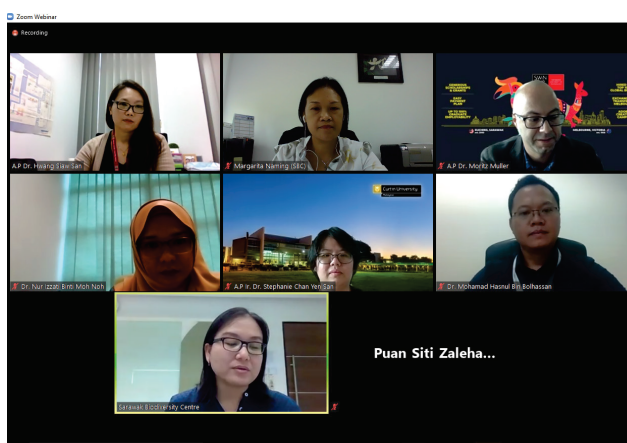 Zoom Webinar
Recording
A.P Dr. Hwang Siaw San
Margarita Naming (SBC)
SWIN
A.P Dr. Moritz Muller
Dr. Nur Izzati Binti Moh Noh
Curtin University
A.P Ir. Dr. Stephanie Chan Yen San
Dr. Mohamad Hasnul Bin Bolhassan
Sarawak Biodiversity Centre
Puan Siti Zaleha...